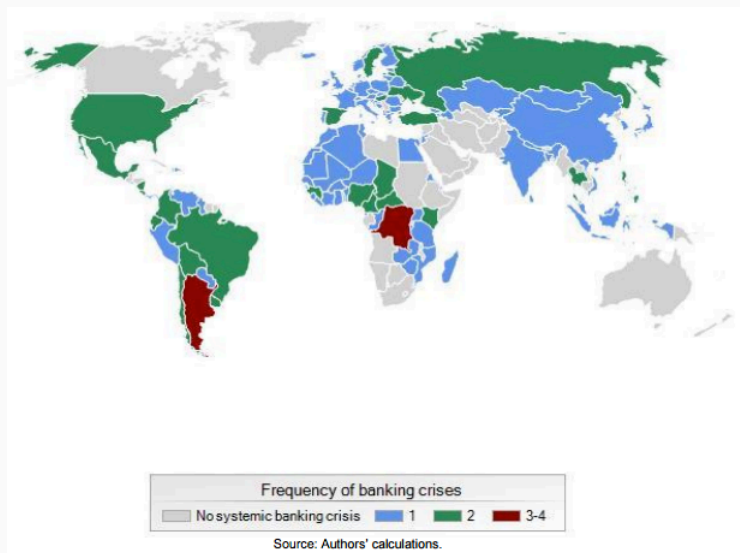 Frequency of banking crises
No systemic banking crisis 1 2 3-4
Source: Authors' calculations.